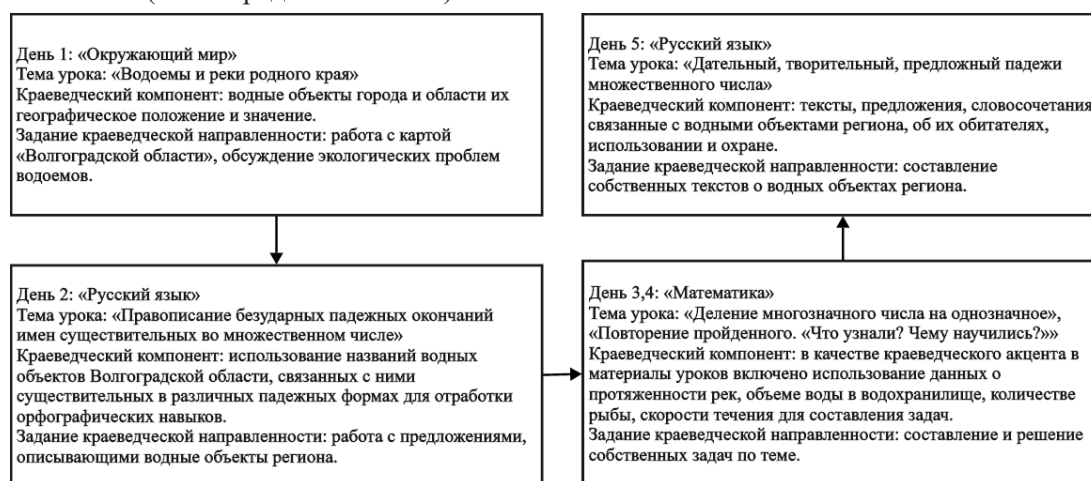 День 1: «Окружающий мир»
Тема урока: «Водоемы и реки родного края»
Краеведческий компонент: водные объекты города и области их
географическое положение и значение.
Задание краеведческой направленности: работа с картой
«Волгоградской области», обсуждение экологических проблем
водоемов.
День 2: «Русский язык»
Тема урока: «Правописание безударных падежных окончаний
имен существительных во множественном числе»
Краеведческий компонент: использование названий водных
объектов Волгоградской области, связанных с ними
существительных в различных падежных формах для отработки
орфографических навыков.
Задание краеведческой направленности: работа с предложениями,
описывающими водные объекты региона.
День 3,4: «Математика»
Тема урока: «Деление многозначного числа на однозначное»,
«Повторение пройденного. «Что узнали? Чему научились?»»
Краеведческий компонент: в качестве краеведческого акцента в
материалы уроков включено использование данных о
протяженности рек, объеме воды в водохранилище, количестве
рыбы, скорости течения для составления задач.
Задание краеведческой направленности: составление и решение
собственных задач по теме.
День 5: «Русский язык»
Тема урока: «Дательный, творительный, предложный падежи
множественного числа»
Краеведческий компонент: тексты, предложения, словосочетания
связанные с водными объектами региона, об их обитателях,
использовании и охране.
Задание краеведческой направленности: составление
собственных текстов о водных объектах региона.